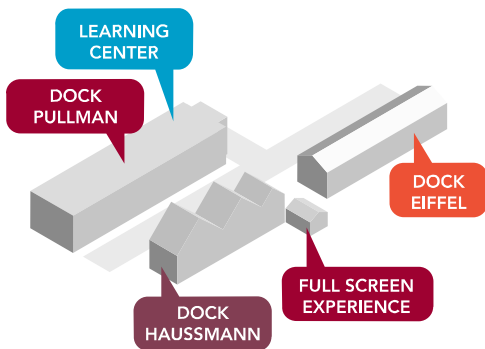 LEARNING
CENTER
DOCK
PULLMAN
DOCK
EIFFEL
FULL SCREEN
EXPERIENCE
DOCK
HAUSSMANN